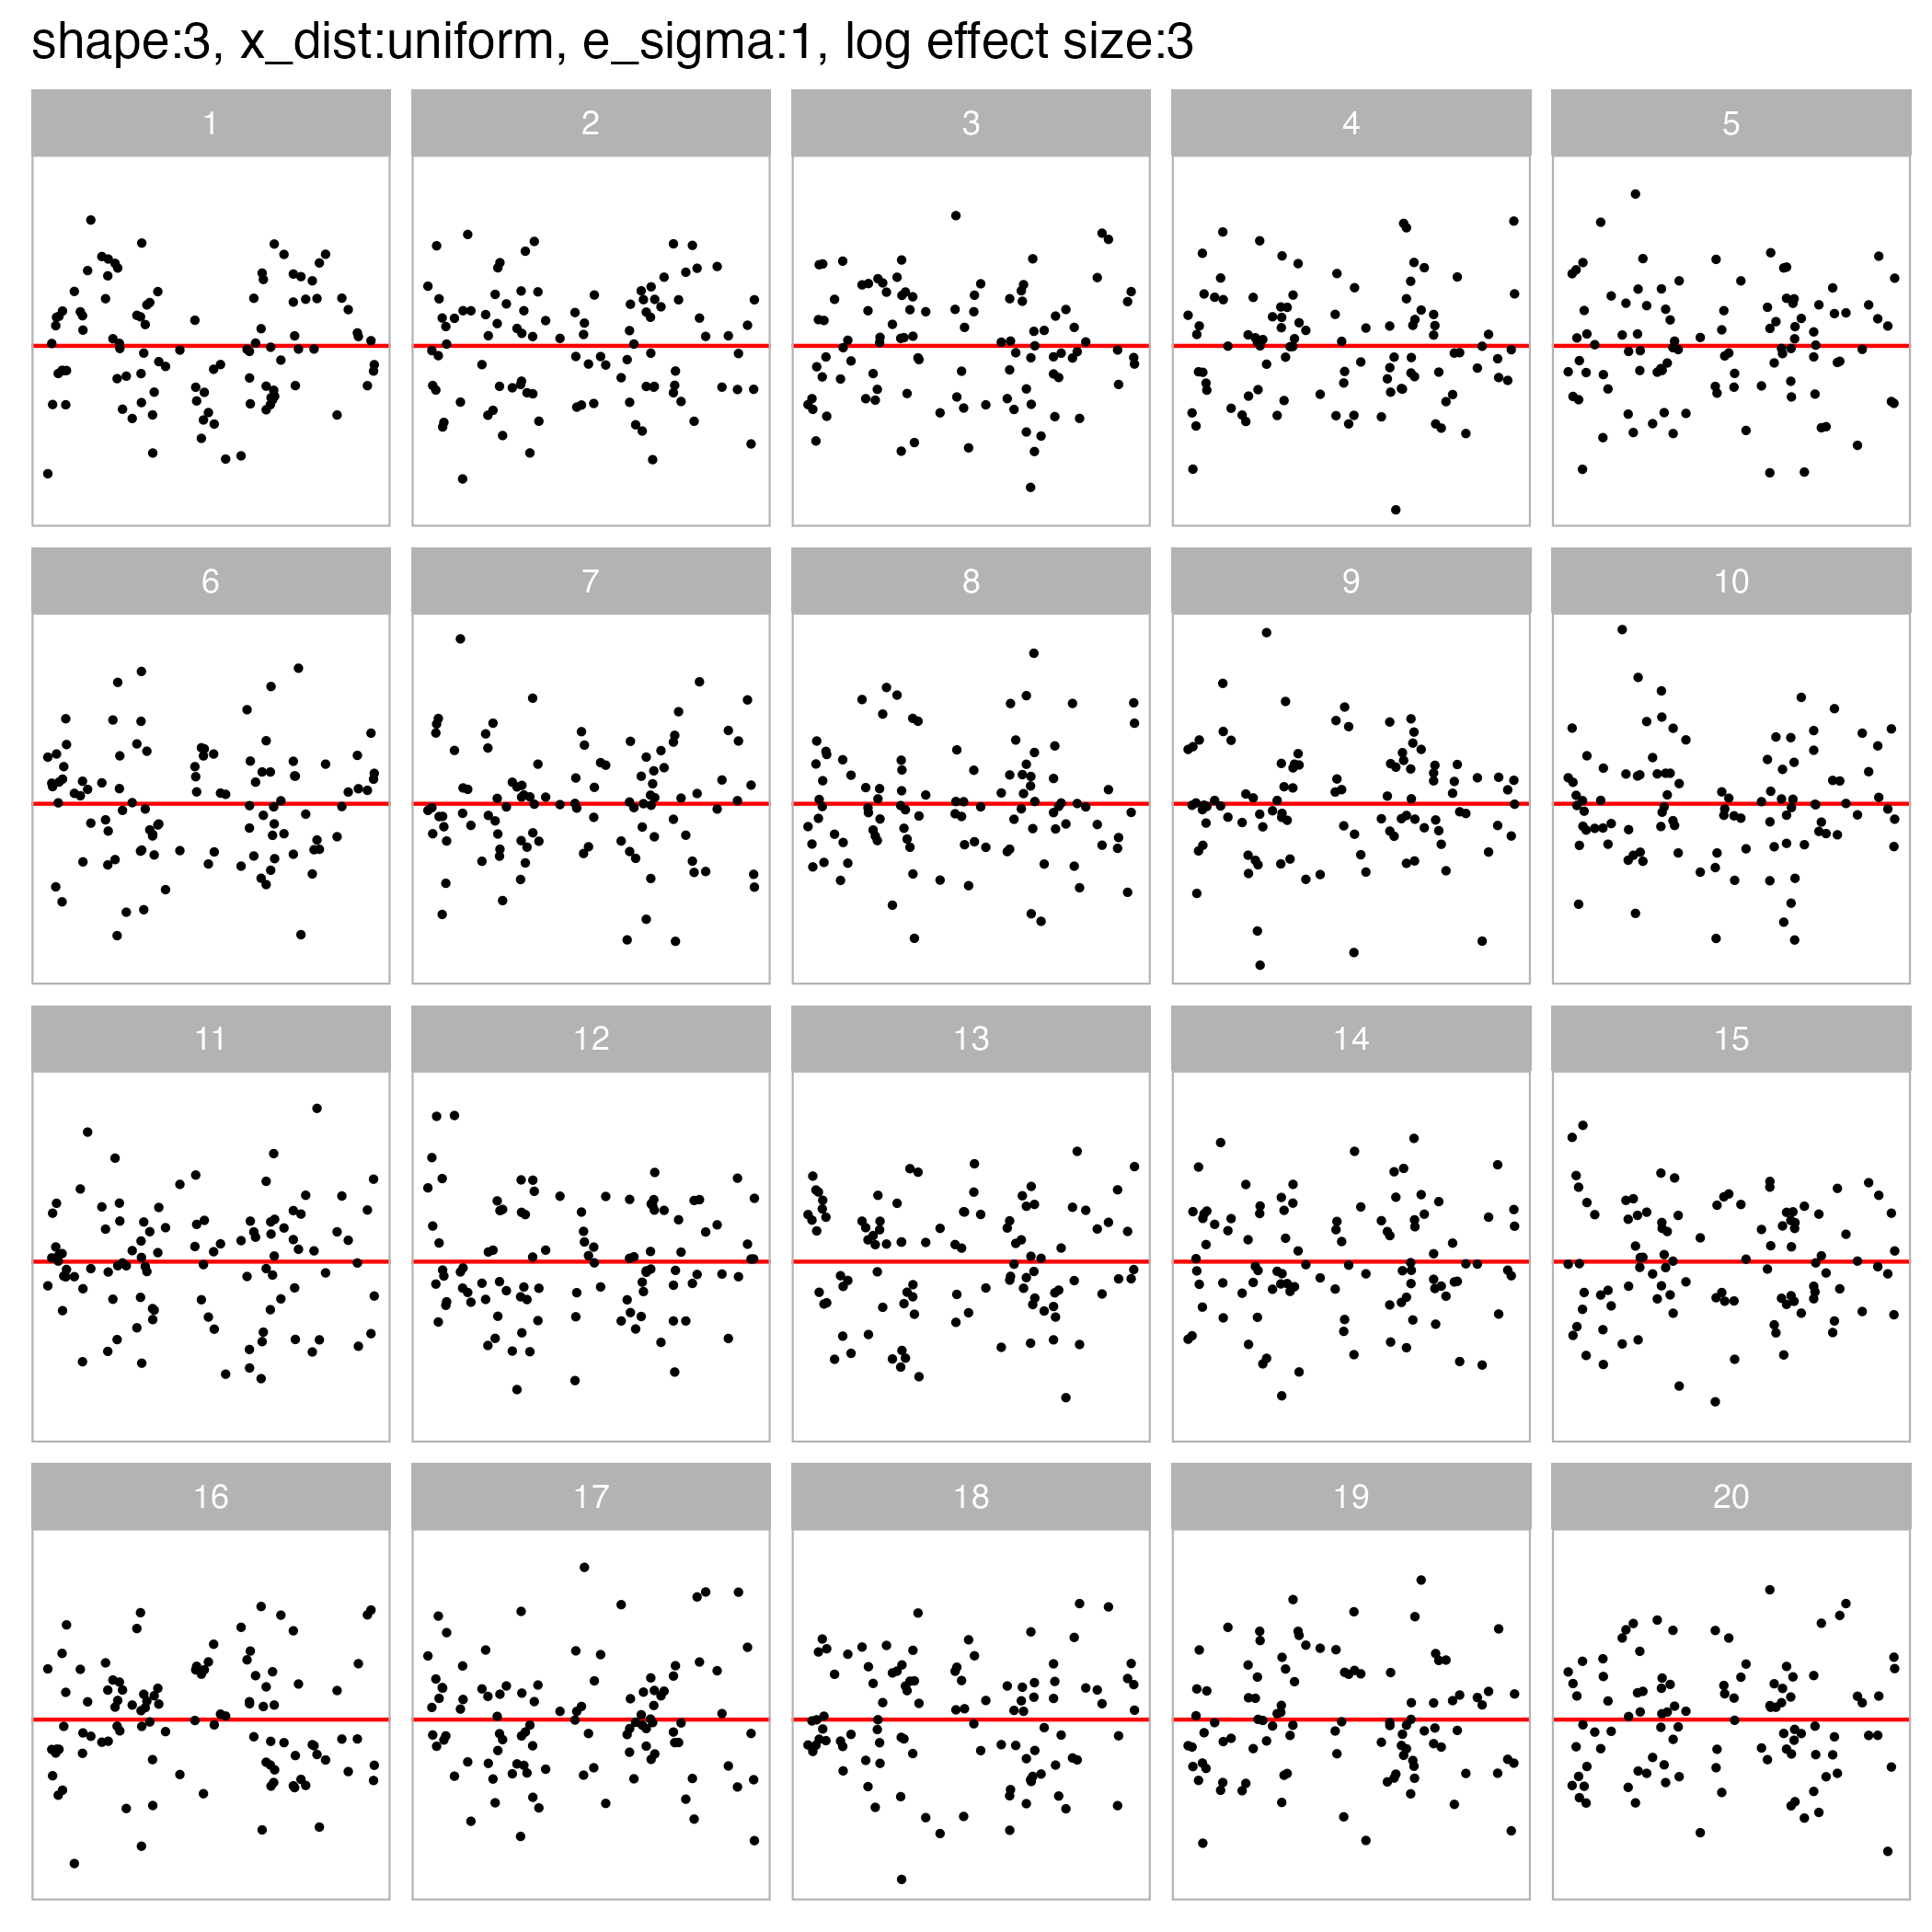 shape:3, x_dist:uniform, e_sigma:1, log effect size:3
1 2 3 4 5
6 7 8 9 10
11 12 13 14 15
16 17 18 19 20